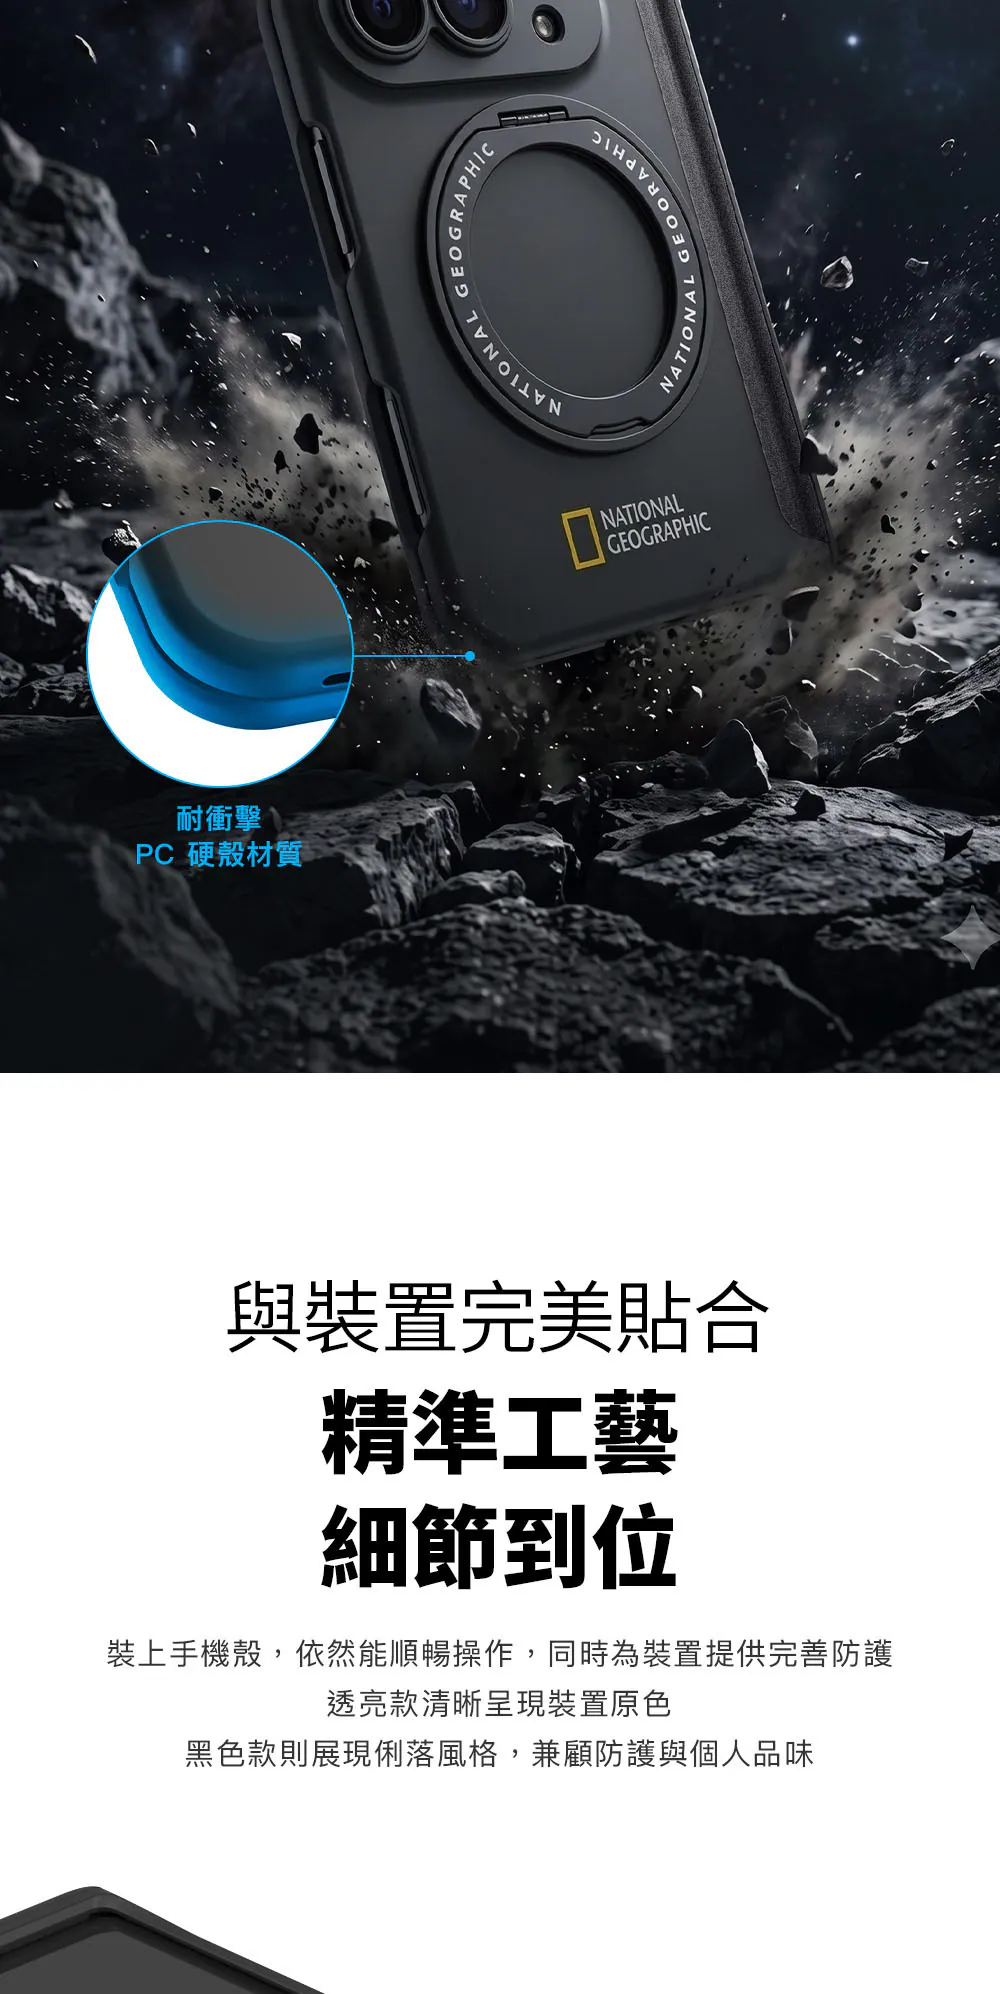 NATIONAL GEOGRAPHIC
NATIONAL GEOGRAPHIC
NATIONAL
GEOGRAPHIC
耐衝擊
PC 硬殼材質
與裝置完美貼合
精準工藝
細節到位
裝上手機殼，依然能順暢操作，同時為裝置提供完善防護
透亮款清晰呈現裝置原色
黑色款則展現俐落風格，兼顧防護與個人品味